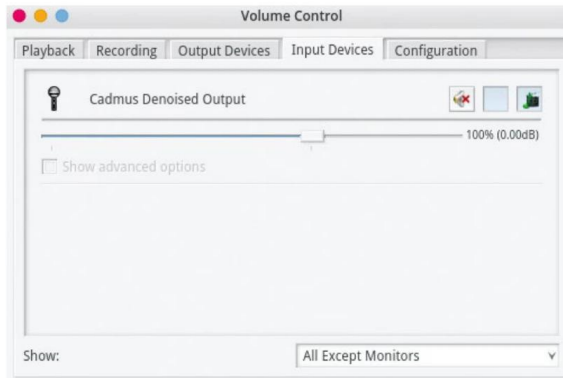 Volume Control
Playback Recording Output Devices Input Devices Configuration
Cadmus Denoised Output
100% (0.00dB)
Show advanced options
Show: All Except Monitors